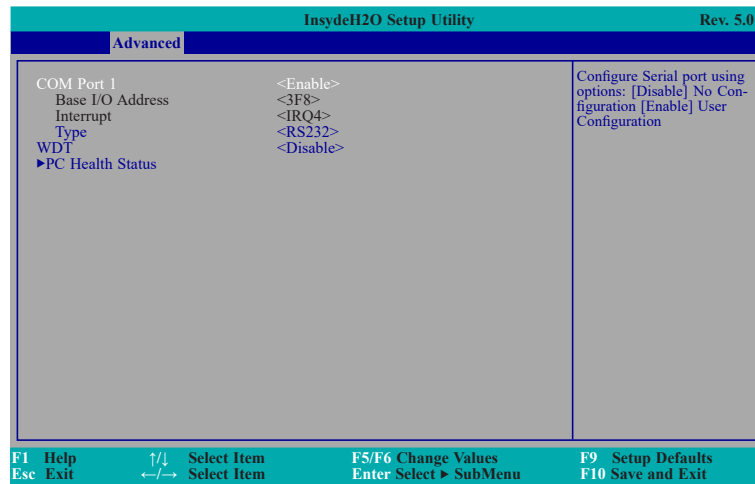 InsydeH2O Setup Utility Rev. 5.0
Advanced
COM Port 1 <Enable>
Base I/O Address <3F8>
Interrupt <IRQ4>
Type <RS232>
WDT <Disable>
▶PC Health Status
Configure Serial port using
options: [Disable] No Con-
figuration [Enable] User
Configuration
F1 Help ↑/↓ Select Item F5/F6 Change Values F9 Setup Defaults
Esc Exit ←/→ Select Item Enter Select ▶ SubMenu F10 Save and Exit